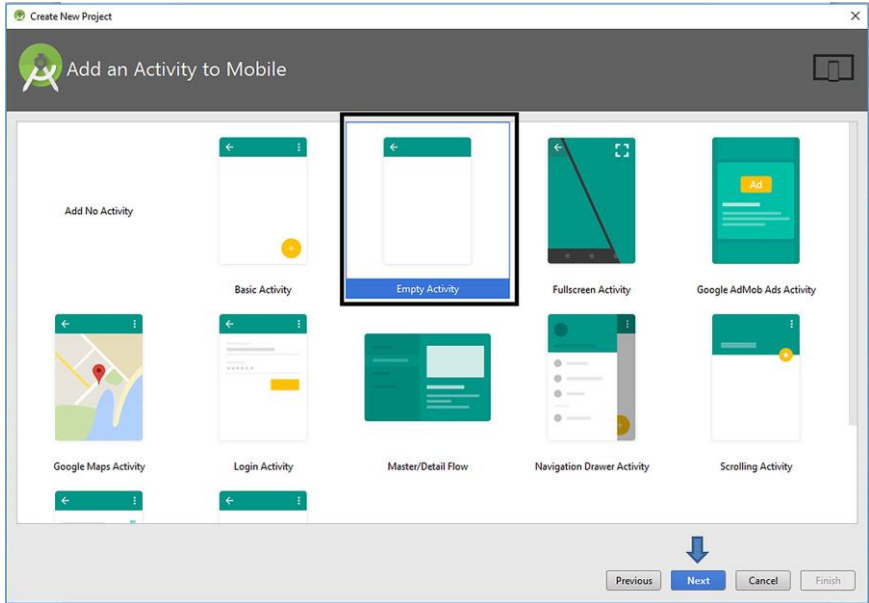 Create New Project
Add an Activity to Mobile
Add No Activity
Ad
Basic Activity
Empty Activity
Fullscreen Activity
Google AdMob Ads Activity
Google Maps Activity
Login Activity
Master/Detail Flow
Navigation Drawer Activity
Scrolling Activity
Previous
Next
Cancel
Finish